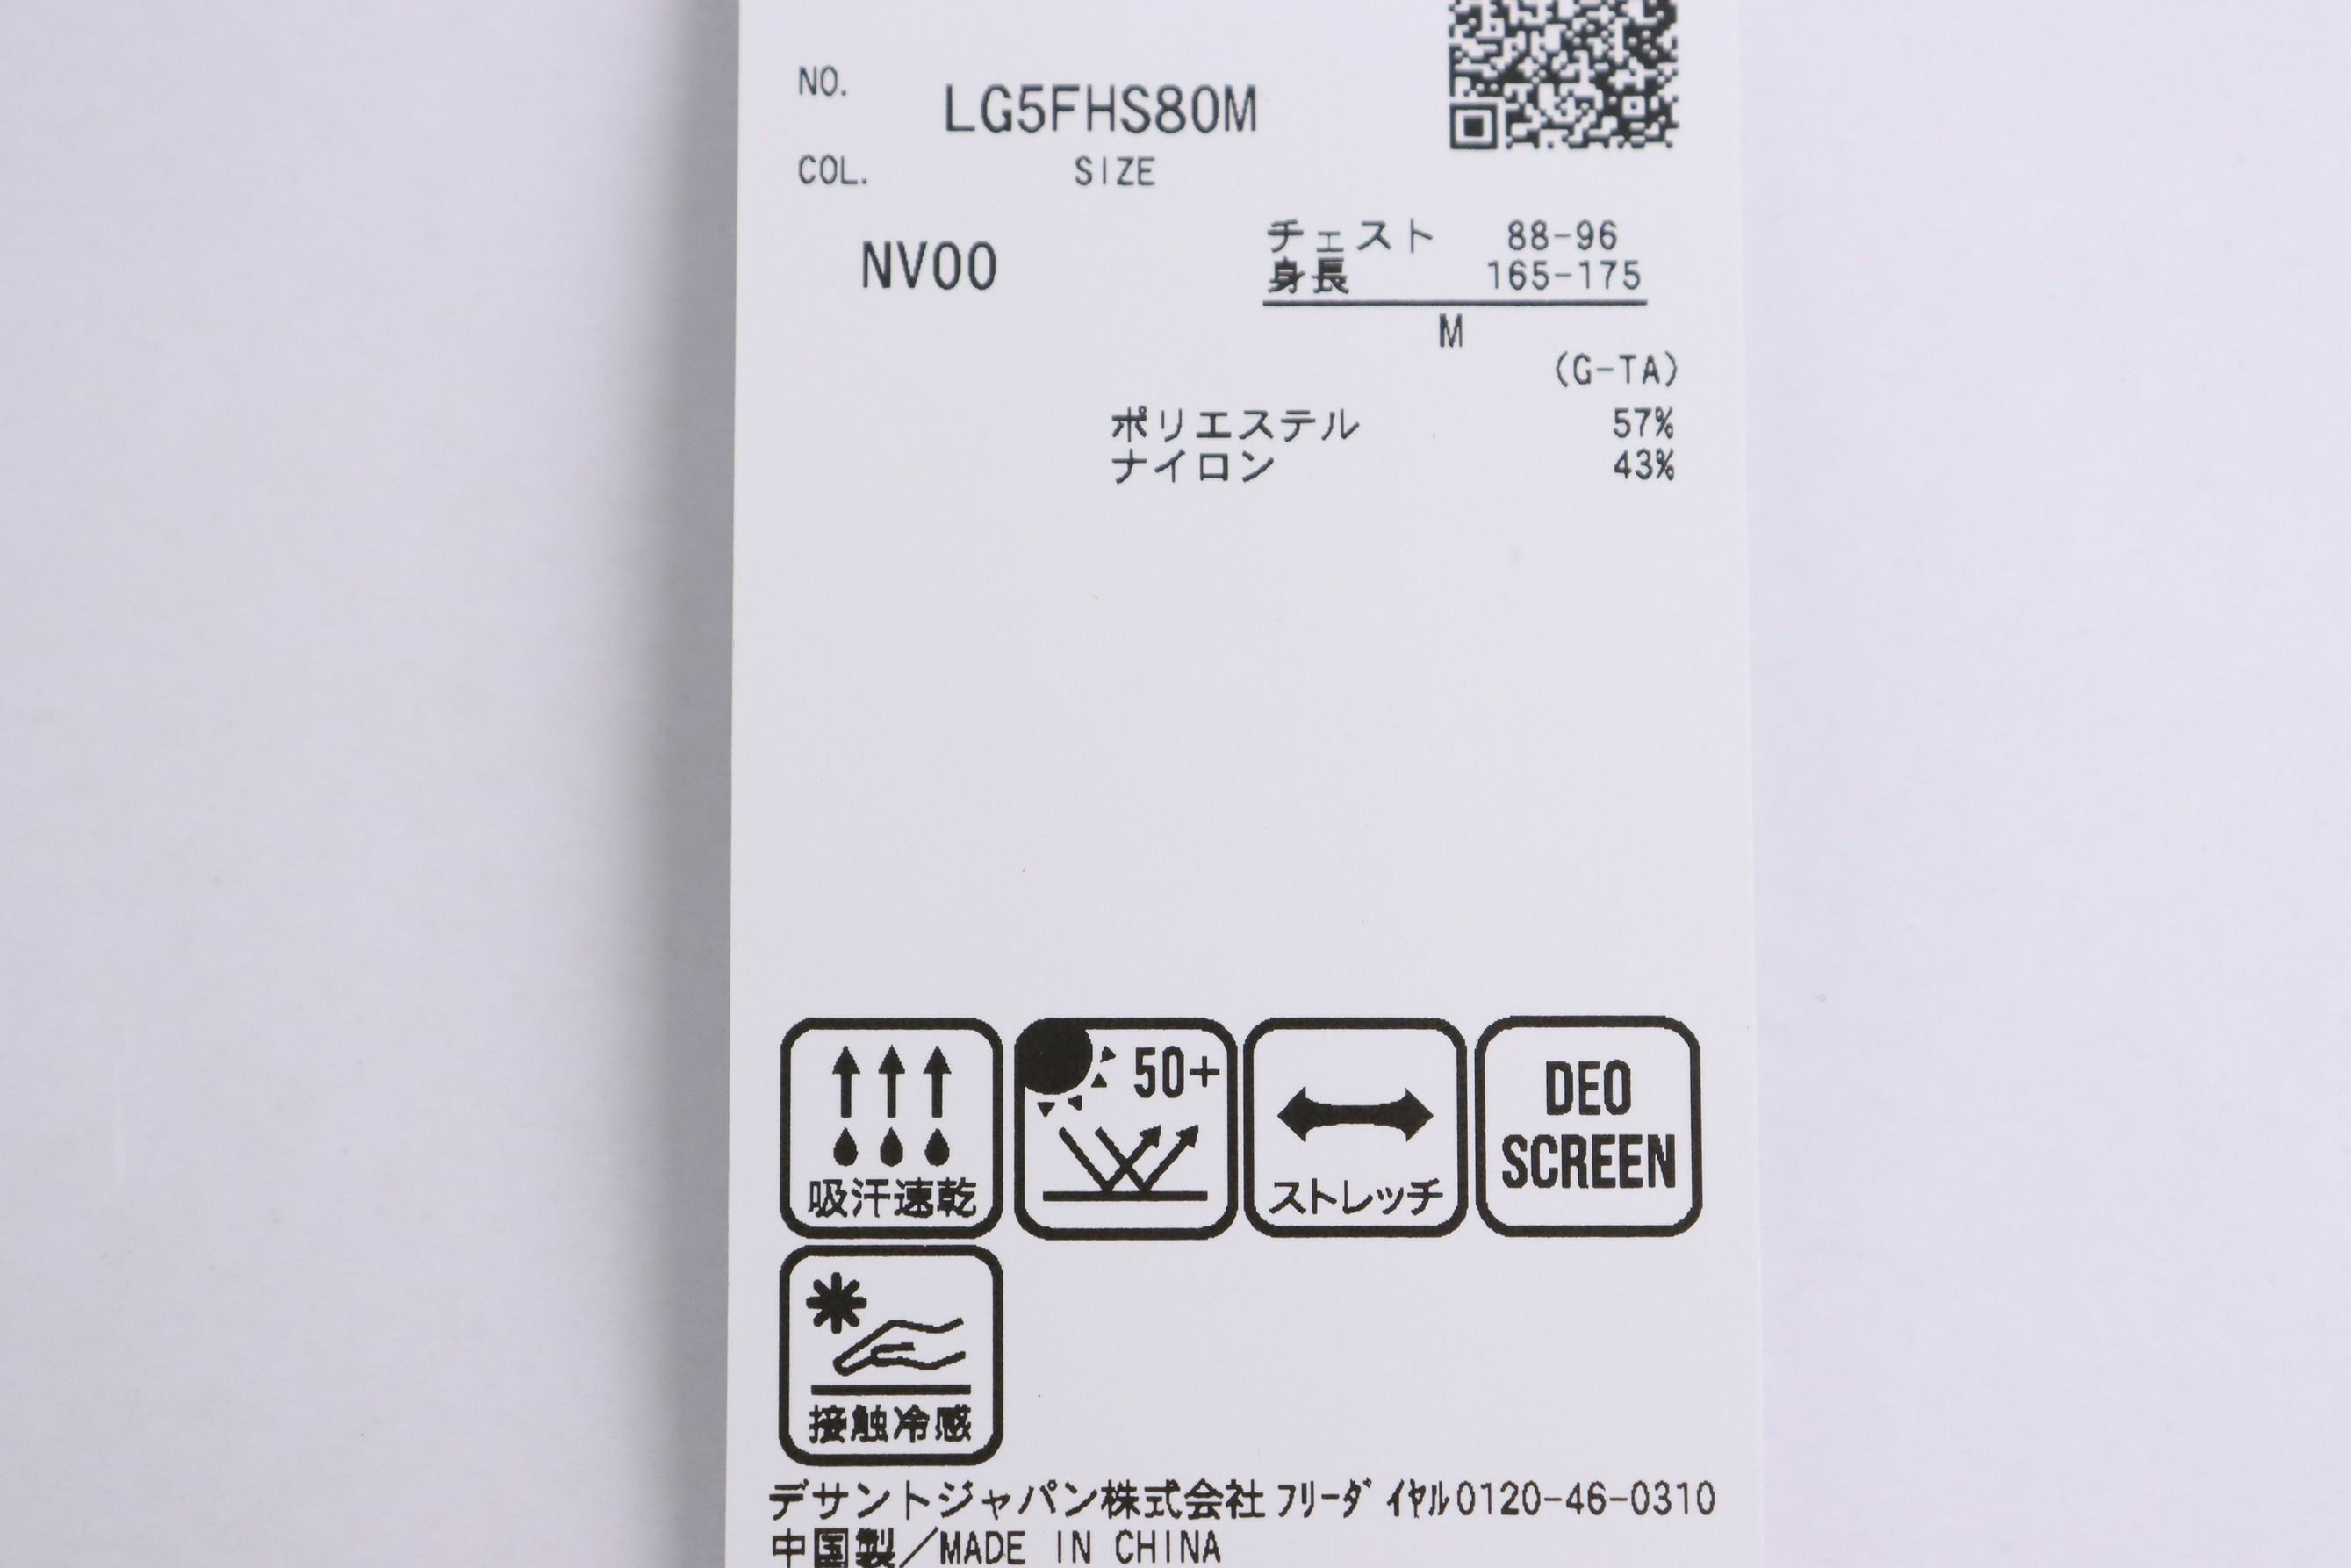 NO.
LG5FHS80M
COL.
SIZE
NV00
チェスト 88-96
身長 165-175
M
(G-TA)
ポリエステル 57%
ナイロン 43%
吸汗速乾
50+
ストレッチ
DEO
SCREEN
接触冷感
デサントジャパン株式会社 ﾌﾘｰﾀﾞｲﾔﾙ0120-46-0310
中国製/MADE IN CHINA